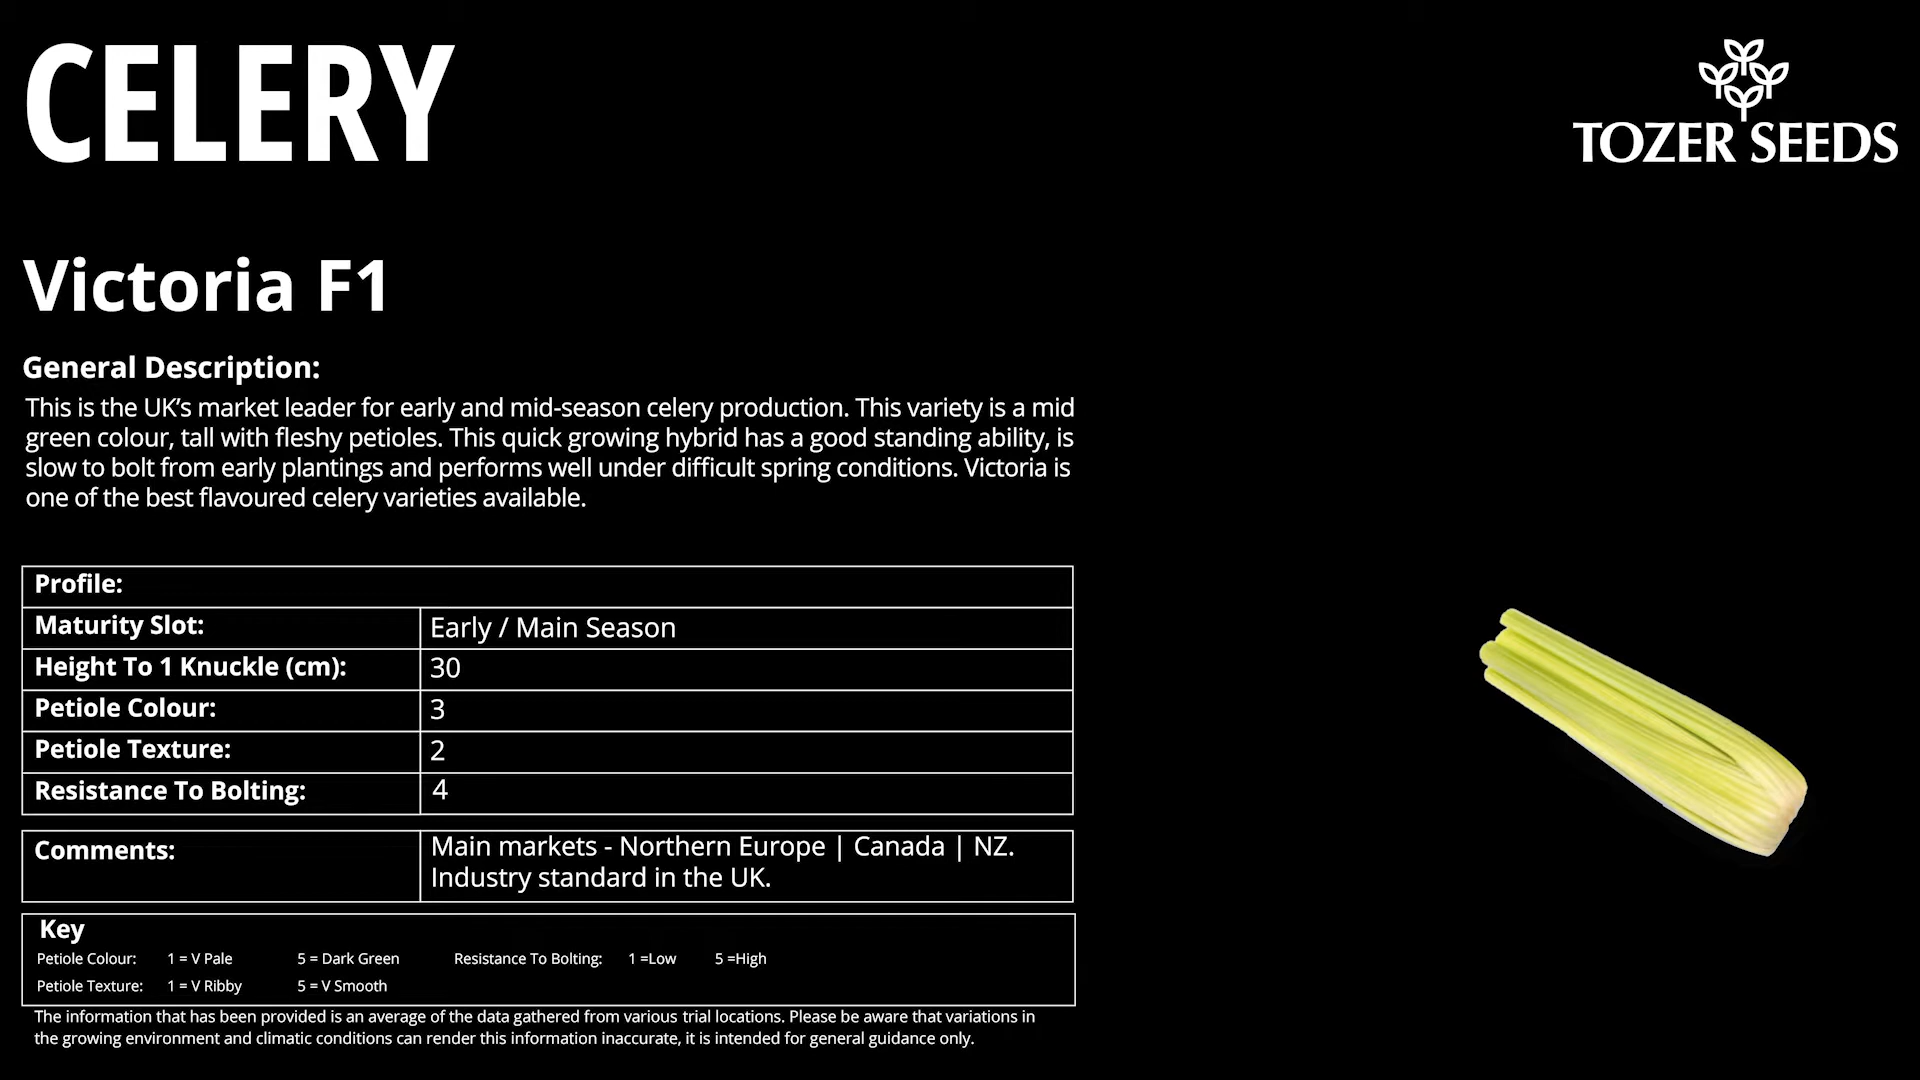 CELERY
TOZER SEEDS
Victoria F1
General Description:
This is the UK’s market leader for early and mid-season celery production. This variety is a mid
green colour, tall with fleshy petioles. This quick growing hybrid has a good standing ability, is
slow to bolt from early plantings and performs well under difficult spring conditions. Victoria is
one of the best flavoured celery varieties available.
Profile:
Maturity Slot: Early / Main Season
Height To 1 Knuckle (cm): 30
Petiole Colour: 3
Petiole Texture: 2
Resistance To Bolting: 4
Comments: Main markets - Northern Europe | Canada | NZ.
Industry standard in the UK.
Key
Petiole Colour: 1 = V Pale 5 = Dark Green Resistance To Bolting: 1 =Low 5 =High
Petiole Texture: 1 = V Ribby 5 = V Smooth
The information that has been provided is an average of the data gathered from various trial locations. Please be aware that variations in
the growing environment and climatic conditions can render this information inaccurate, it is intended for general guidance only.